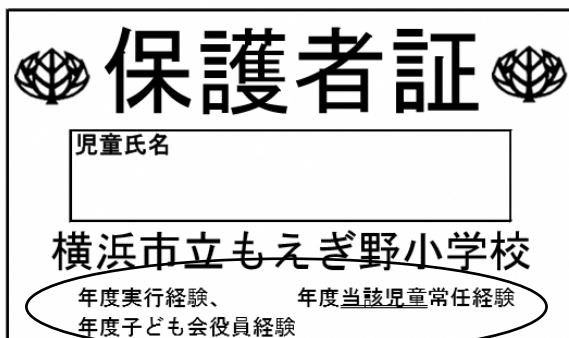 保護者証
児童氏名
横浜市立もえぎ野小学校
年度実行経験、　年度当該児童常任経験
年度子ども会役員経験